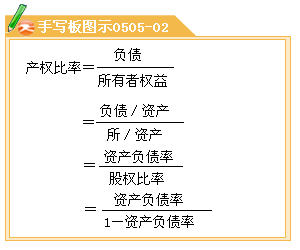 手写板图示0505-02
产权比率=负债/所有者权益
=负债/资产/所/资产
=资产负债率/股权比率
=资产负债率/1-资产负债率